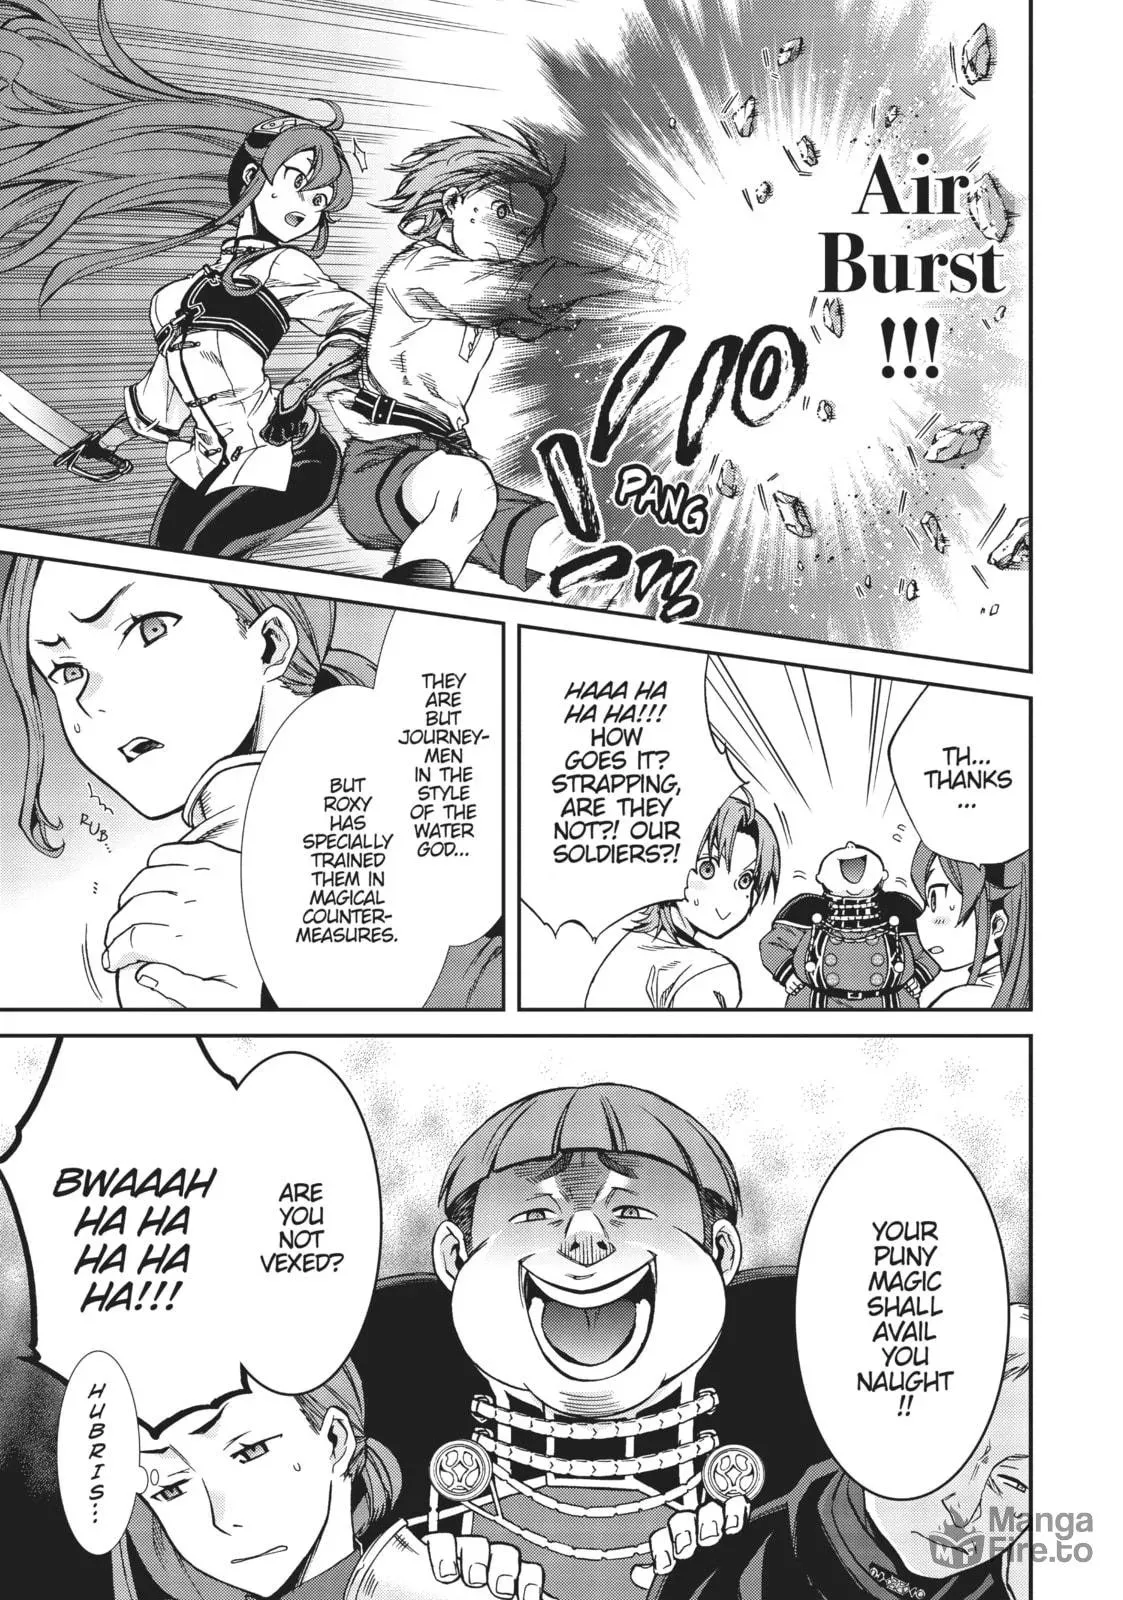 Air
Burst
!!!
PANG
TH...
THANKS
...
HAAA HA
HA HA!!!
HOW
GOES IT?
STRAPPING,
ARE THEY
NOT?! OUR
SOLDIERS?!
THEY
ARE
BUT
JOURNEY-
MEN
IN THE
STYLE
OF THE
WATER
GOD...
BUT
ROXY
HAS
SPECIALLY
TRAINED
THEM IN
MAGICAL
COUNTER-
MEASURES.
RUB...
YOUR
PUNY
MAGIC
SHALL
AVAIL
YOU
NAUGHT
!!
ARE
YOU
NOT
VEXED?
BWAAAH
HA HA
HA HA
HA!!!
HUBRIS...
Manga
Fire.to
MF